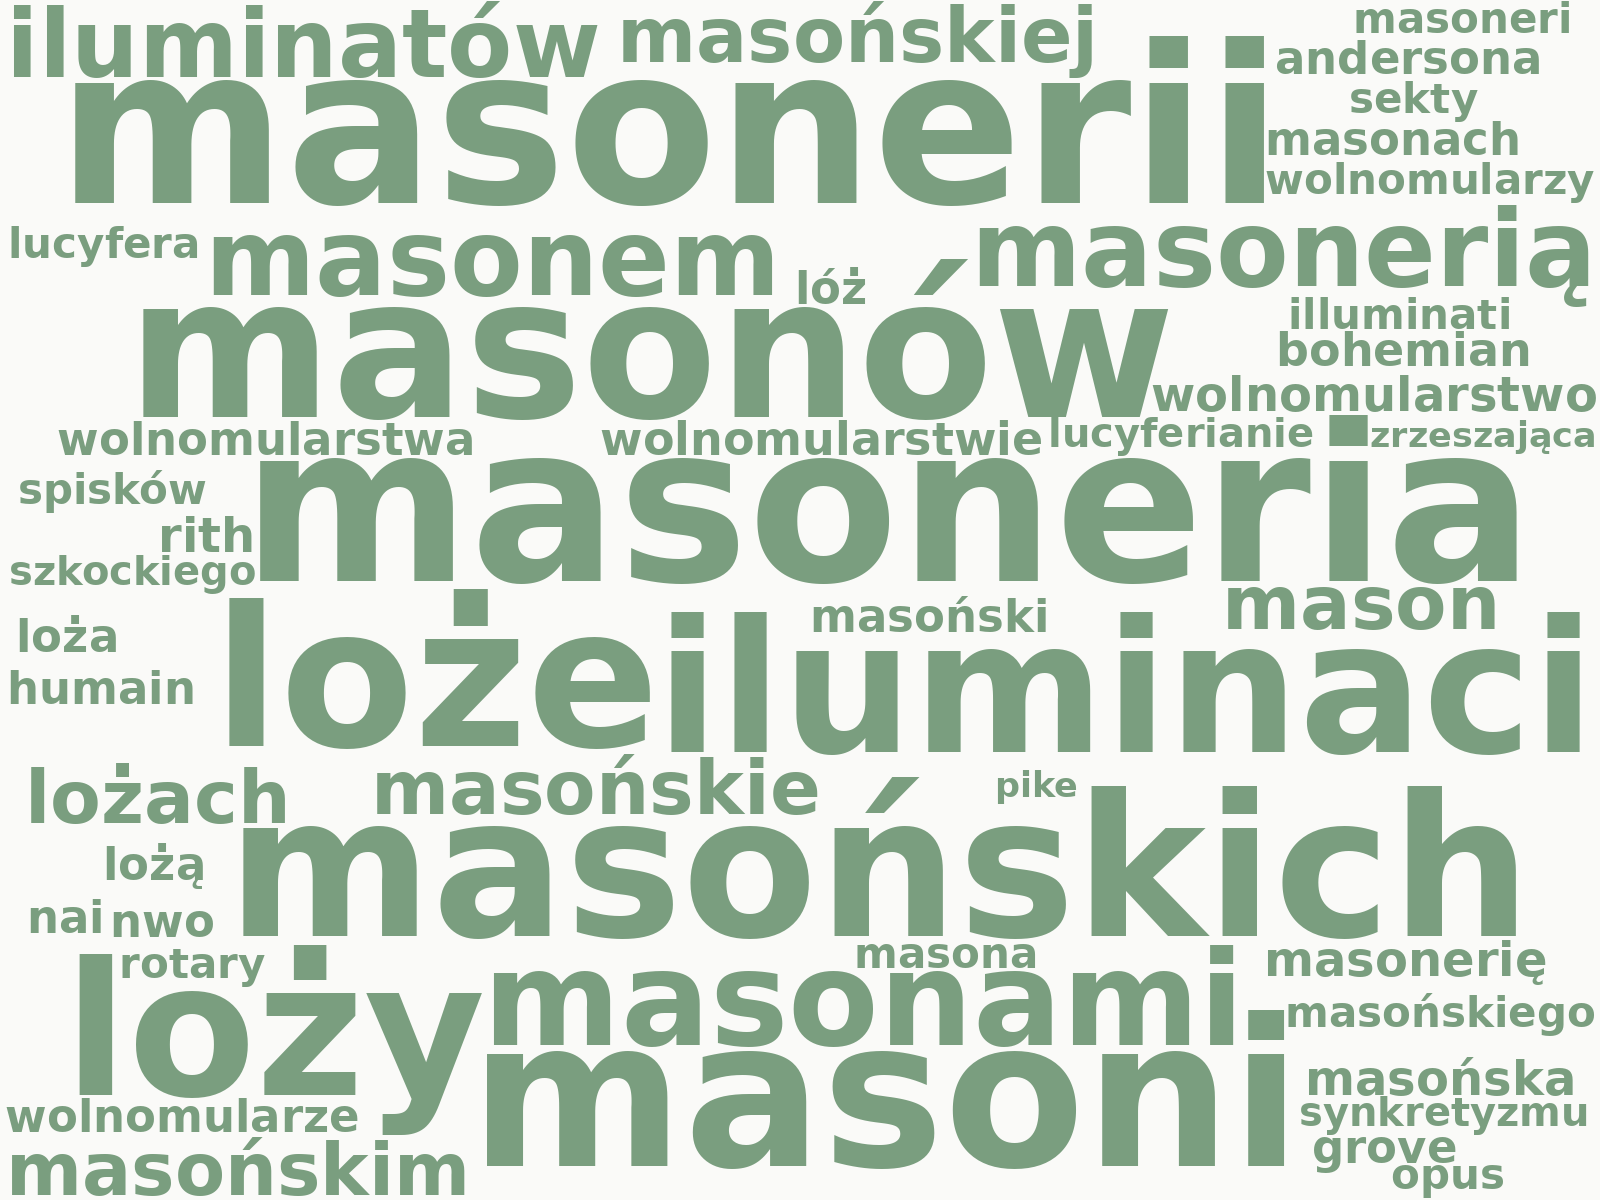 iluminatów masońskiej masoneri
andersona
sekty
masonerii masonach
wolnomularzy
lucyfera masonem lóż masonerią
masonów illuminati
bohemian
wolnomularstwo
wolnomularstwa wolnomularstwie lucyferianie zrzeszająca
spisków
rith masoneria
szkockiego
loża masoński mason
humain loże iluminaci
lożach masońskie pike
lożą masońskich
nai nwo
rotary masona masonerię
loży masonami masońskiego
masoni masońska
wolnomularze synkretyzmu
masońskim grove
opus